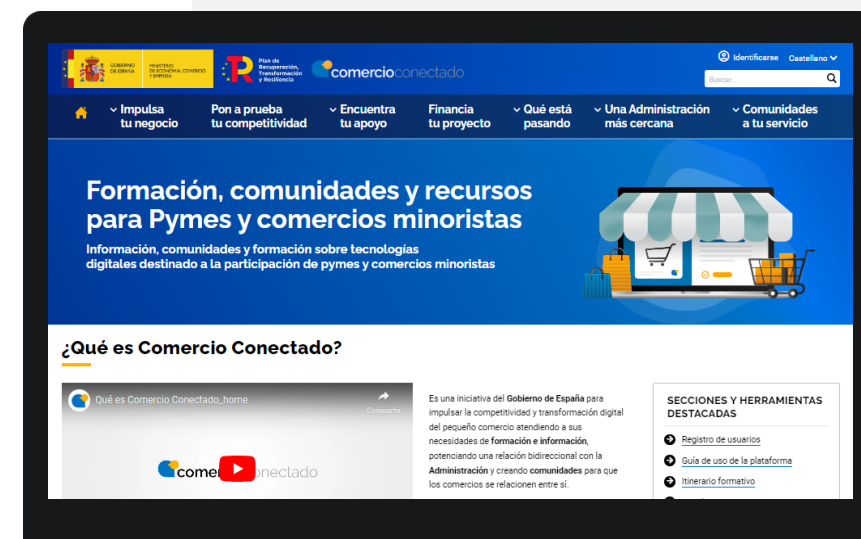 GOBIERNO
DE ESPAÑA
MINISTERIO
DE ECONOMÍA, COMERCIO
Y EMPRESA
Plan de
Recuperación,
Transformación
y Resiliencia
comercioconectado
Identificarse Castellano
Buscar...
Impulsa
tu negocio
Pon a prueba
tu competitividad
Encuentra
tu apoyo
Financia
tu proyecto
Qué está
pasando
Una Administración
más cercana
Comunidades
a tu servicio
Formación, comunidades y recursos
para Pymes y comercios minoristas
Información, comunidades y formación sobre tecnologías
digitales destinado a la participación de pymes y comercios minoristas
¿Qué es Comercio Conectado?
Qué es Comercio Conectado_home
Compartir
Es una iniciativa del Gobierno de España para
impulsar la competitividad y transformación digital
del pequeño comercio atendiendo a sus
necesidades de formación e información,
potenciando una relación bidireccional con la
Administración y creando comunidades para que
los comercios se relacionen entre sí.
SECCIONES Y HERRAMIENTAS
DESTACADAS
Registro de usuarios
Guía de uso de la plataforma
Itinerario formativo